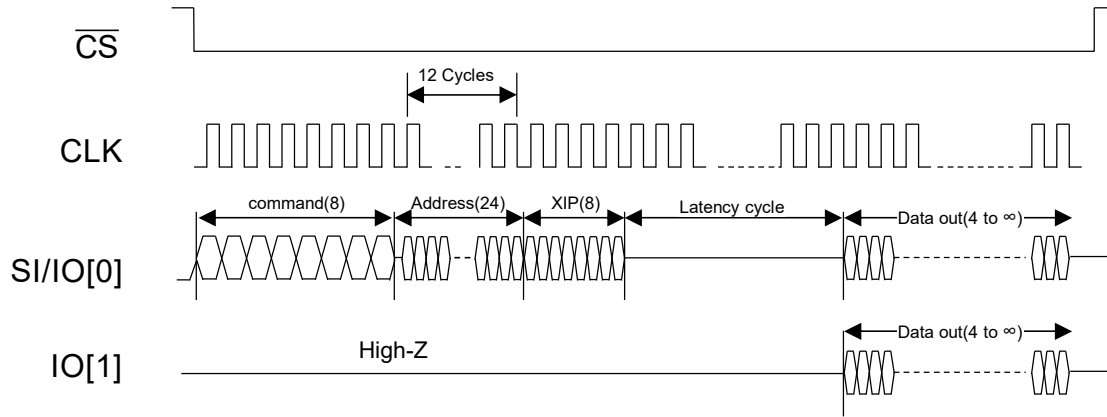 CS
12 Cycles
CLK
command(8)
Address(24)
XIP(8)
Latency cycle
Data out(4 to ∞)
SI/IO[0]
Data out(4 to ∞)
High-Z
IO[1]